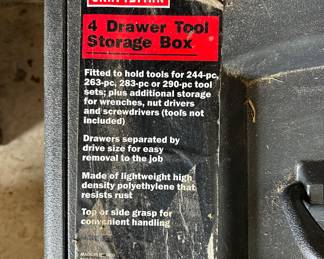 CRAFTSMAN
4 Drawer Tool
Storage Box
Fitted to hold tools for 244-pc,
263-pc, 283-pc or 290-pc tool
sets; plus additional storage
for wrenches, nut drivers
and screwdrivers (tools not
included)
Drawers separated by
drive size for easy
removal to the job
Made of lightweight high
density polyethylene that
resists rust
Top or side grasp for
convenient handling